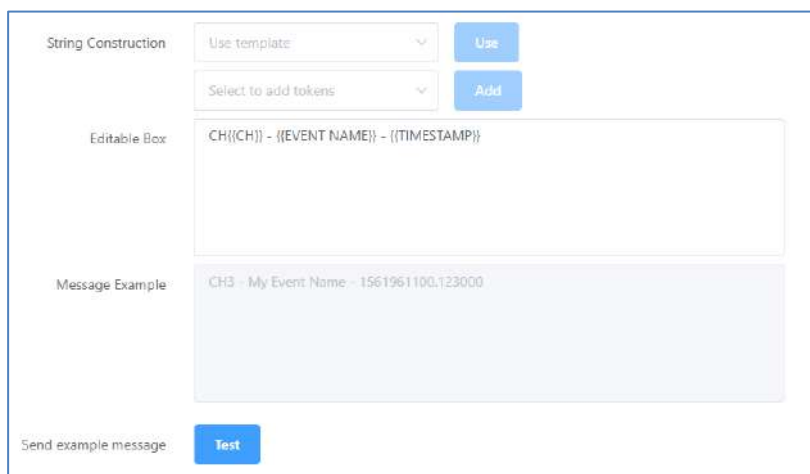 String Construction Use template Use
Select to add tokens Add
Editable Box CH{{CH}} - {{EVENT NAME}} - {{TIMESTAMP}}
Message Example CH3 - My Event Name - 1561961100.123000
Send example message Test